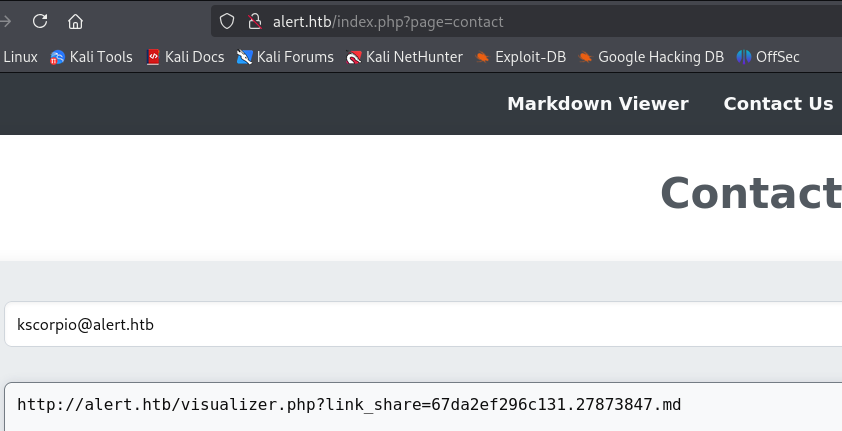 alert.htb/index.php?page=contact
Linux Kali Tools Kali Docs Kali Forums Kali NetHunter Exploit-DB Google Hacking DB OffSec
Markdown Viewer Contact Us
Contact
kscorpio@alert.htb
http://alert.htb/visualizer.php?link_share=67da2ef296c131.27873847.md